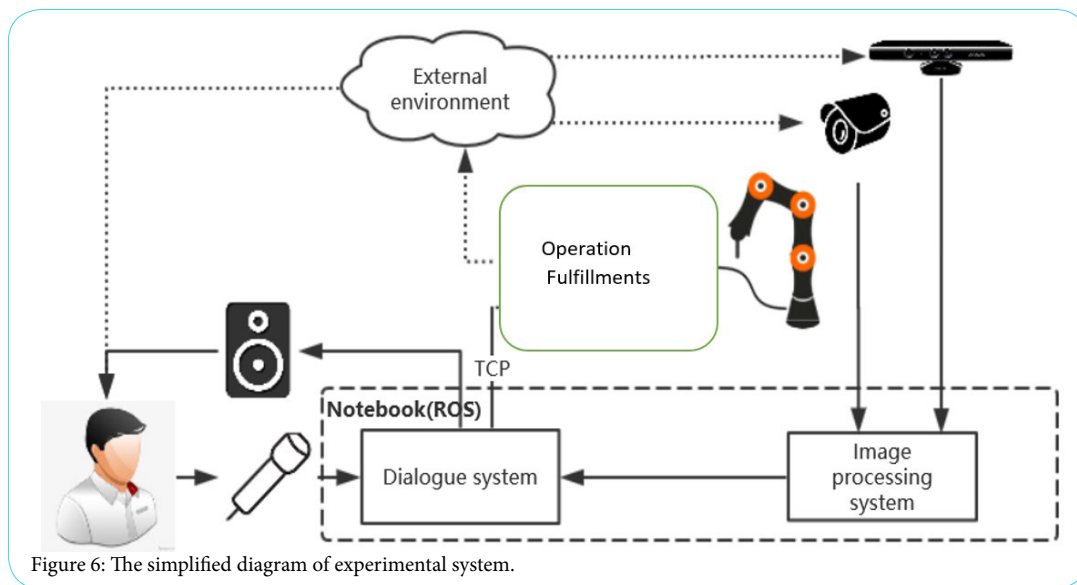 External
environment
Operation
Fulfillments
TCP
Notebook(ROS)
Dialogue system
Image
processing
system
Figure 6: The simplified diagram of experimental system.